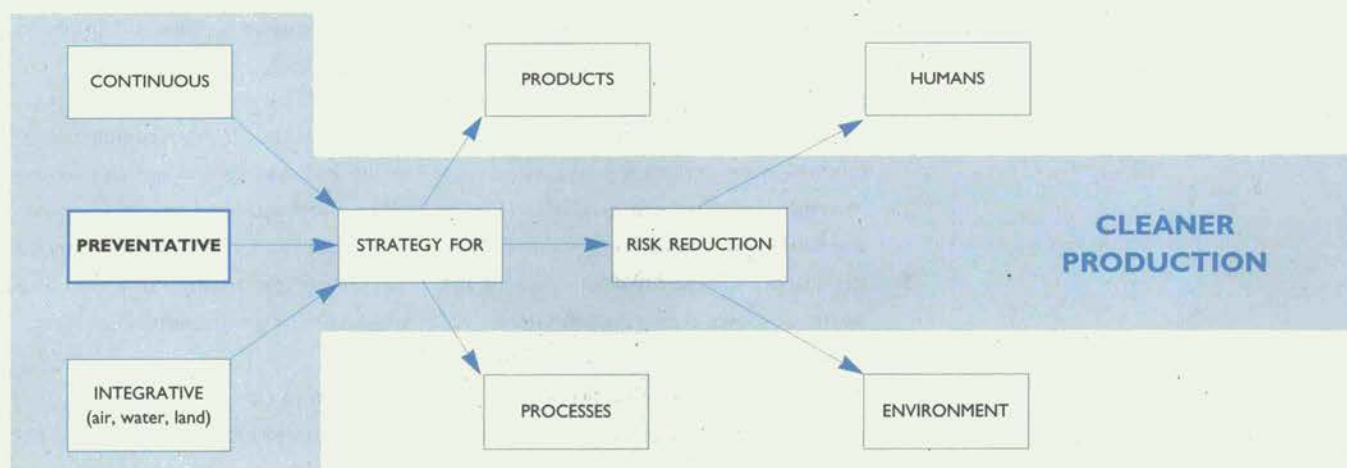 CONTINUOUS
PRODUCTS
HUMANS
PREVENTATIVE
STRATEGY FOR
RISK REDUCTION
CLEANER
PRODUCTION
INTEGRATIVE
(air, water, land)
PROCESSES
ENVIRONMENT